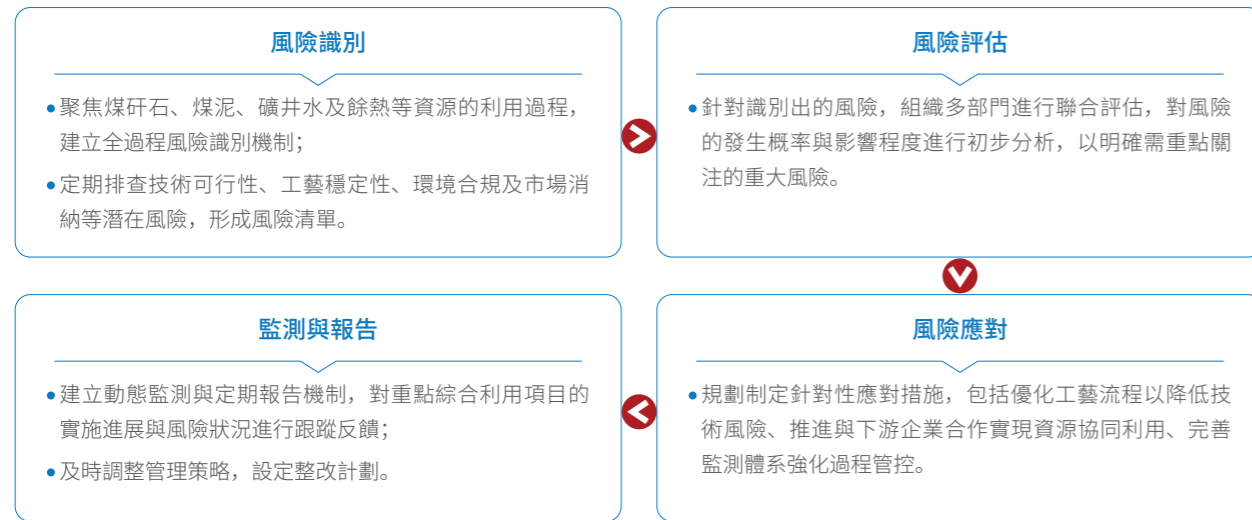 風險識別
•聚焦煤矸石、煤泥、礦井水及餘熱等資源的利用過程，
建立全過程風險識別機制；
•定期排查技術可行性、工藝穩定性、環境合規及市場消
納等潛在風險，形成風險清單。
風險評估
•針對識別出的風險，組織多部門進行聯合評估，對風險
的發生概率與影響程度進行初步分析，以明確需重點關
注的重大風險。
風險應對
•規劃制定針對性應對措施，包括優化工藝流程以降低技
術風險、推進與下游企業合作實現資源協同利用、完善
監測體系強化過程管控。
監測與報告
•建立動態監測與定期報告機制，對重點綜合利用項目的
實施進展與風險狀況進行跟蹤反饋；
•及時調整管理策略，設定整改計劃。